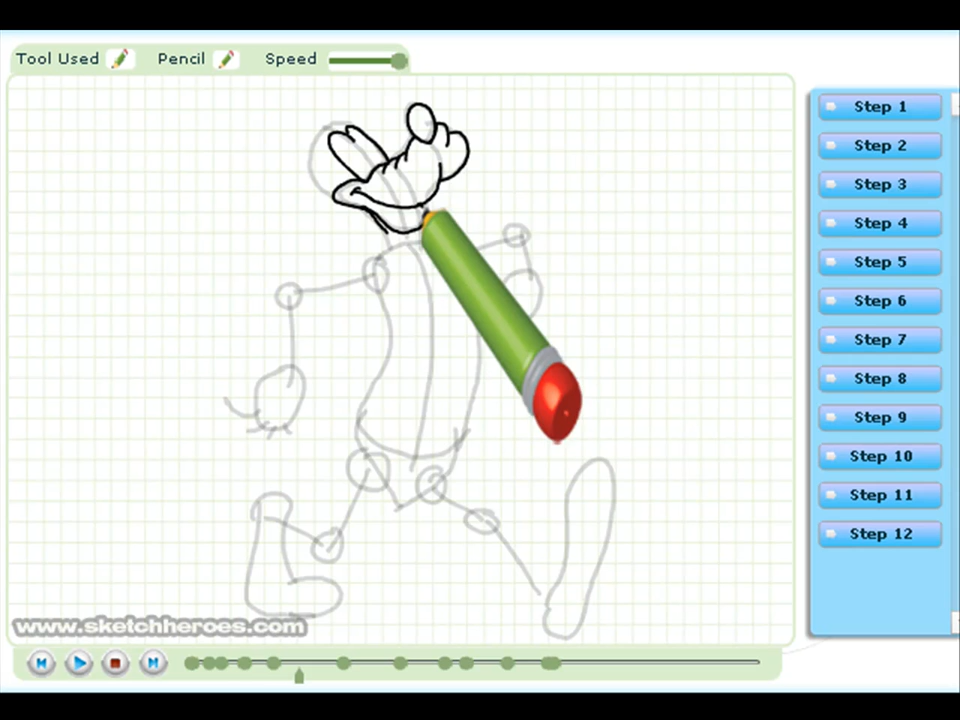 Tool Used Pencil Speed
Step 1
Step 2
Step 3
Step 4
Step 5
Step 6
Step 7
Step 8
Step 9
Step 10
Step 11
Step 12
www.sketchheroes.com